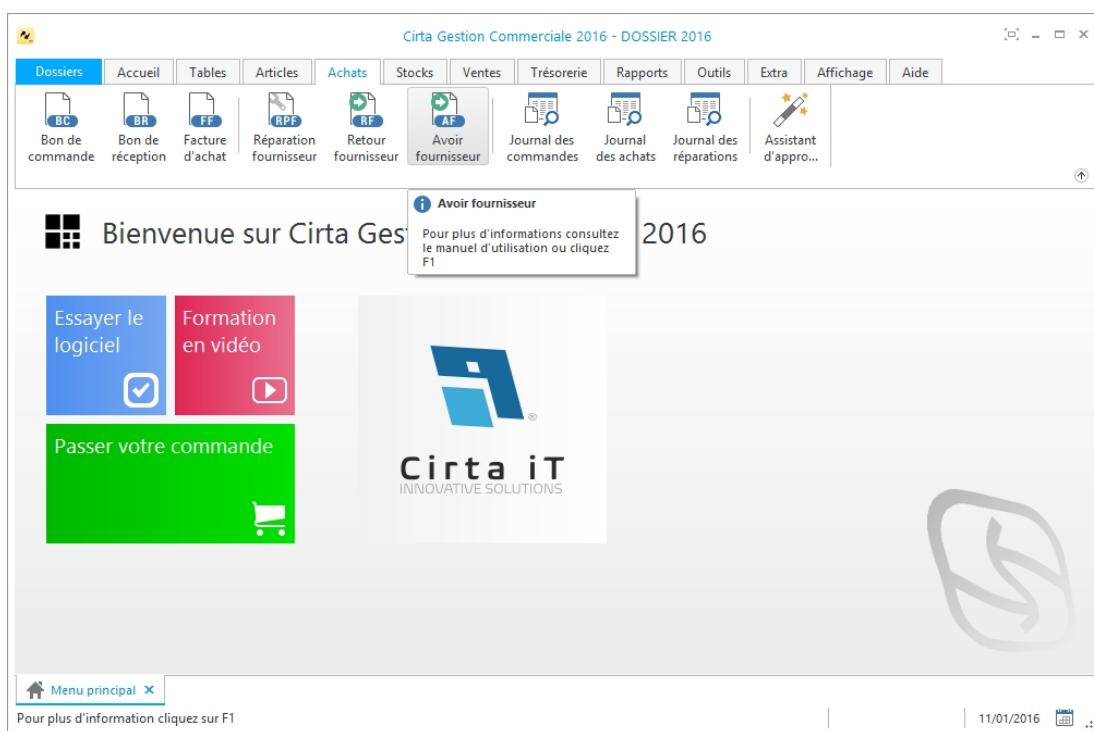 Cirta Gestion Commerciale 2016 - DOSSIER 2016
Dossiers Accueil Tables Articles Achats Stocks Ventes Trésorerie Rapports Outils Extra Affichage Aide
BC BR FF RPF RF AF
Bon de commande
Bon de réception
Facture d'achat
Réparation fournisseur
Retour fournisseur
Avoir fournisseur
Journal des commandes
Journal des achats
Journal des réparations
Assistant d'appro...
Avoir fournisseur
Pour plus d'informations consultez
le manuel d'utilisation ou cliquez
F1
Bienvenue sur Cirta Ges 2016
Essayer le
logiciel
Formation
en vidéo
Passer votre commande
Cirta iT
INNOVATIVE SOLUTIONS
Menu principal
Pour plus d'information cliquez sur F1
11/01/2016